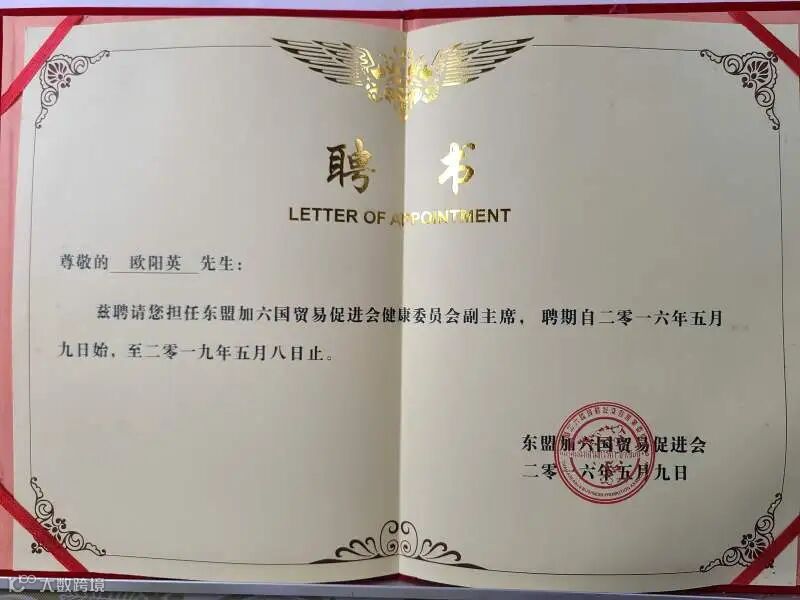 聘书
LETTER OF APPOINTMENT
尊敬的 欧阳英 先生：
兹聘请您担任东盟加六国贸易促进会健康委员会副主席，聘期自二零一六年五月
九日始，至二零一九年五月八日止。
东盟加六国贸易促进会
二零一六年五月九日
大数跨境